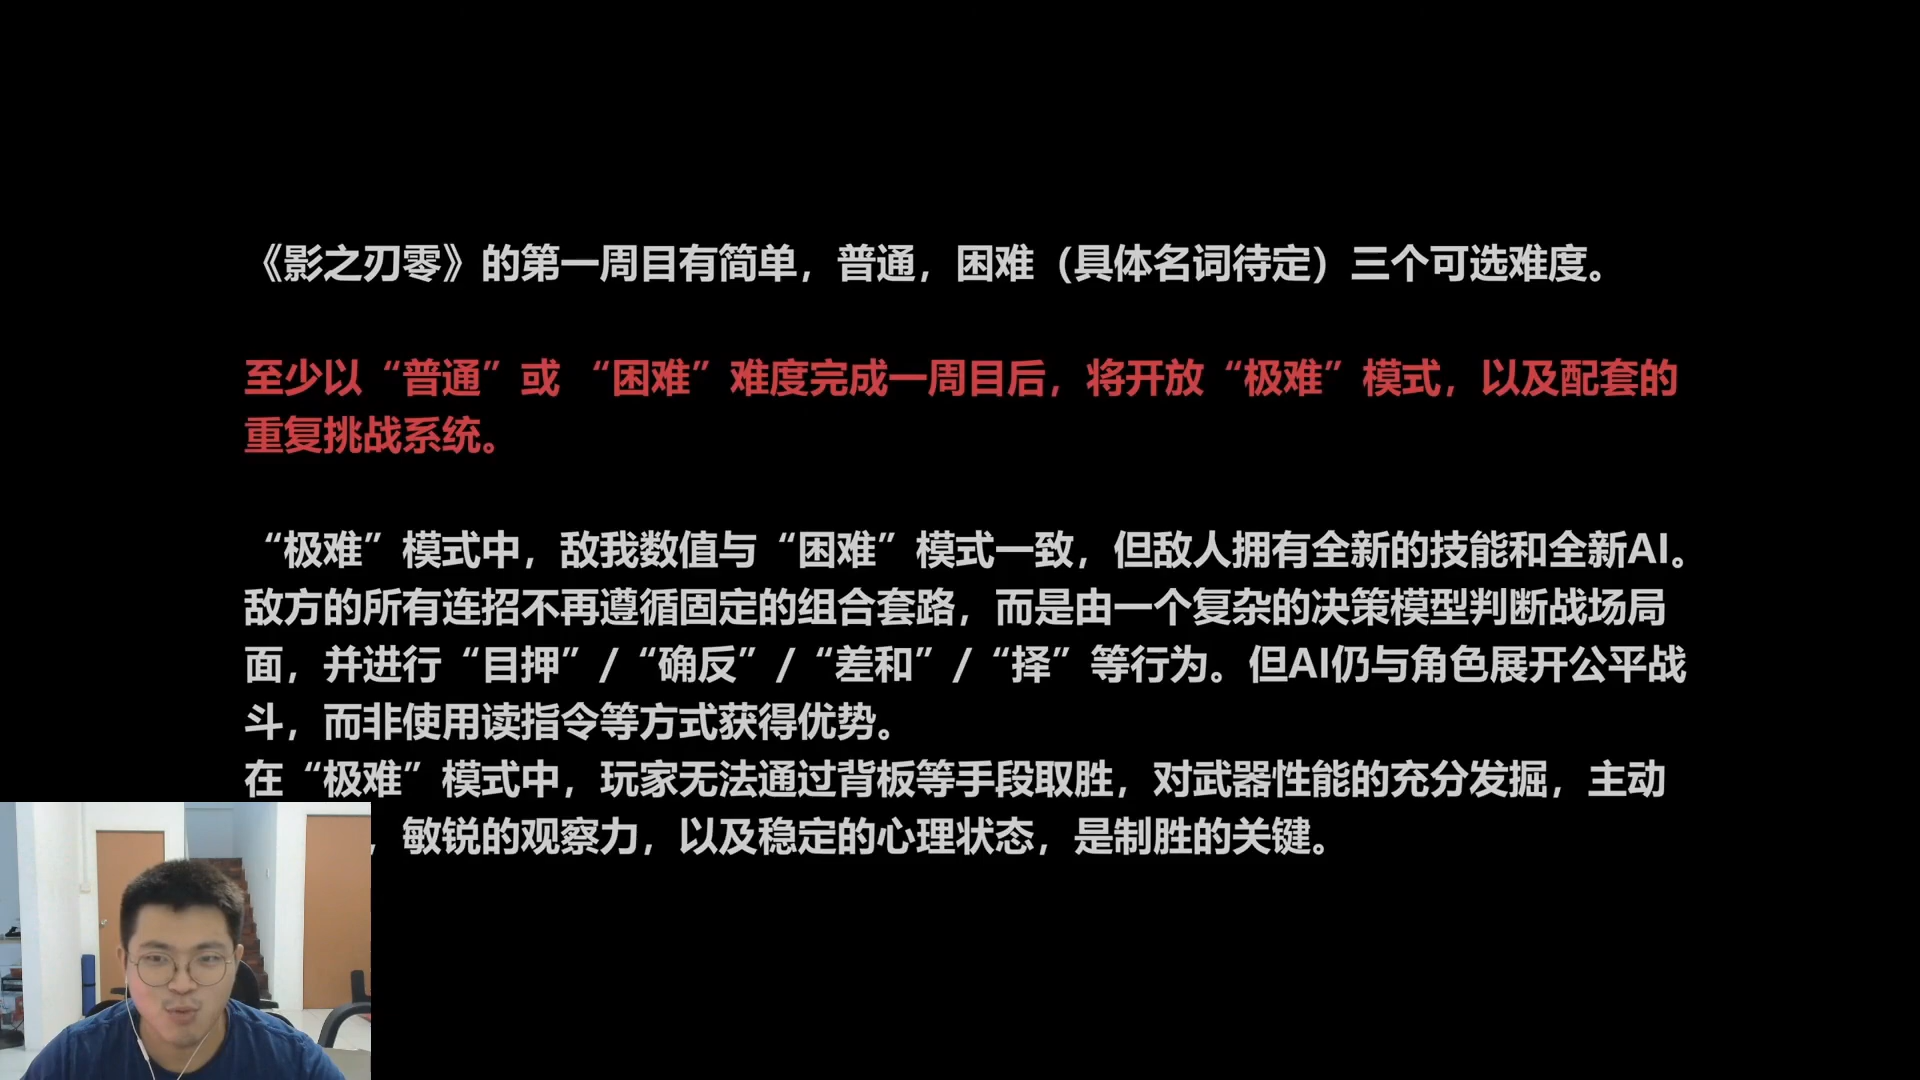 《影之刃零》的第一周目有简单，普通，困难（具体名词待定）三个可选难度。
至少以“普通”或 “困难”难度完成一周目后，将开放“极难”模式，以及配套的
重复挑战系统。
“极难”模式中，敌我数值与“困难”模式一致，但敌人拥有全新的技能和全新AI。
敌方的所有连招不再遵循固定的组合套路，而是由一个复杂的决策模型判断战场局
面，并进行“目押”/“确反”/“差和”/“择”等行为。但AI仍与角色展开公平战
斗，而非使用读指令等方式获得优势。
在“极难”模式中，玩家无法通过背板等手段取胜，对武器性能的充分发掘，主动
，敏锐的观察力，以及稳定的心理状态，是制胜的关键。